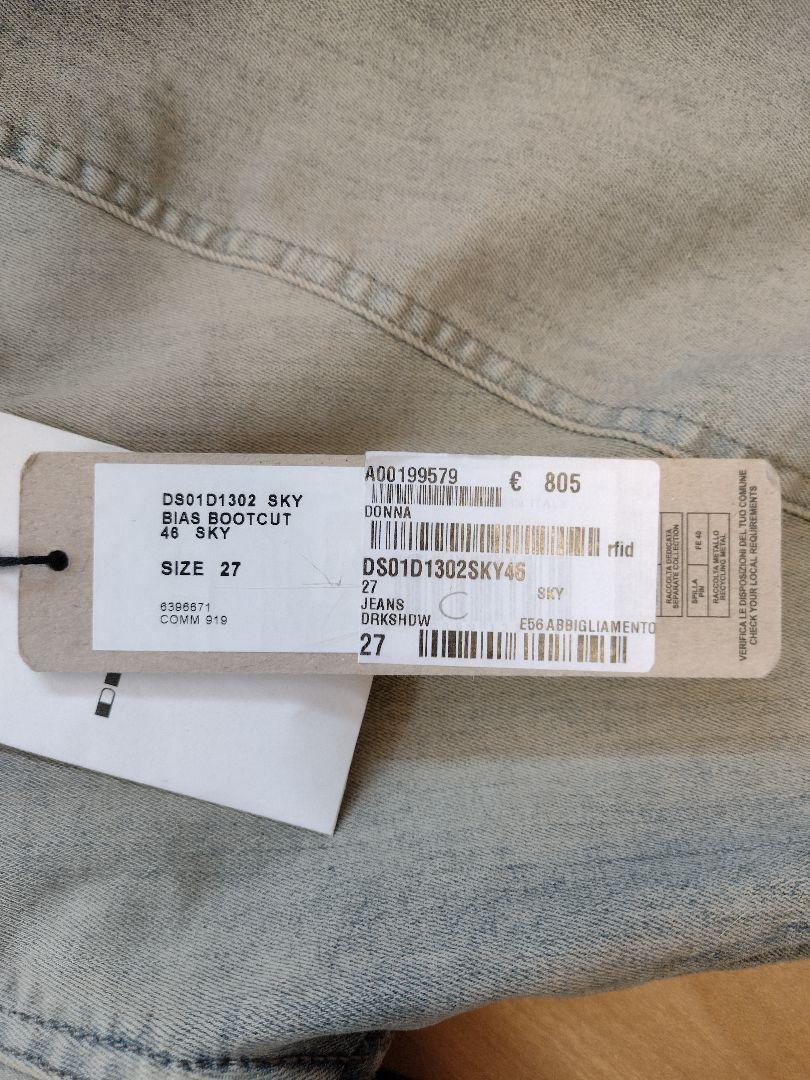 DS01D1302 SKY
BIAS BOOTCUT
46 SKY
SIZE 27
6396671
COMM 919
A00199579 € 805
DONNA
rfid
DS01D1302SKY46
27 SKY
JEANS
DRKSHDW E56 ABBIGLIAMENTO
27
RACCOLTA DEDICATA
SEPARATE COLLECTION
SPILLA
PIN
FE 40
RACCOLTA METALLO
RECYCLING METAL
VERIFICA LE DISPOSIZIONI DEL TUO COMUNE
CHECK YOUR LOCAL REQUIREMENTS